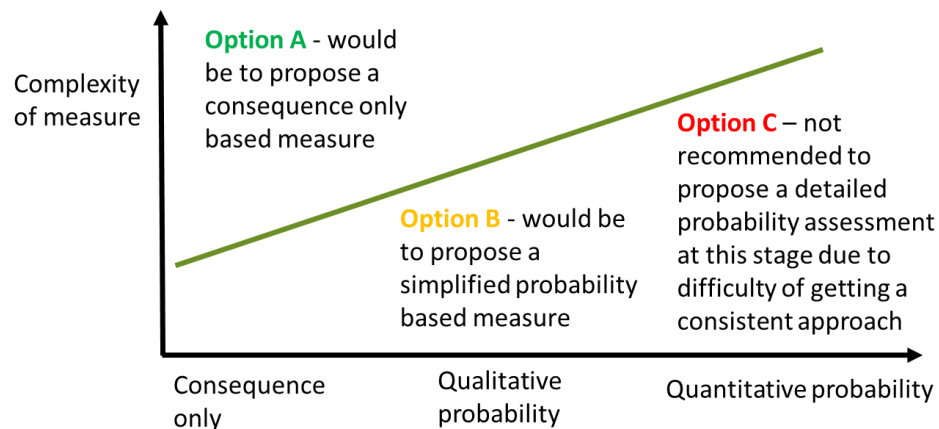 Complexity
of measure
Option A - would
be to propose a
consequence only
based measure
Option B - would be
to propose a
simplified probability
based measure
Option C – not
recommended to
propose a detailed
probability assessment
at this stage due to
difficulty of getting a
consistent approach
Consequence
only
Qualitative
probability
Quantitative probability